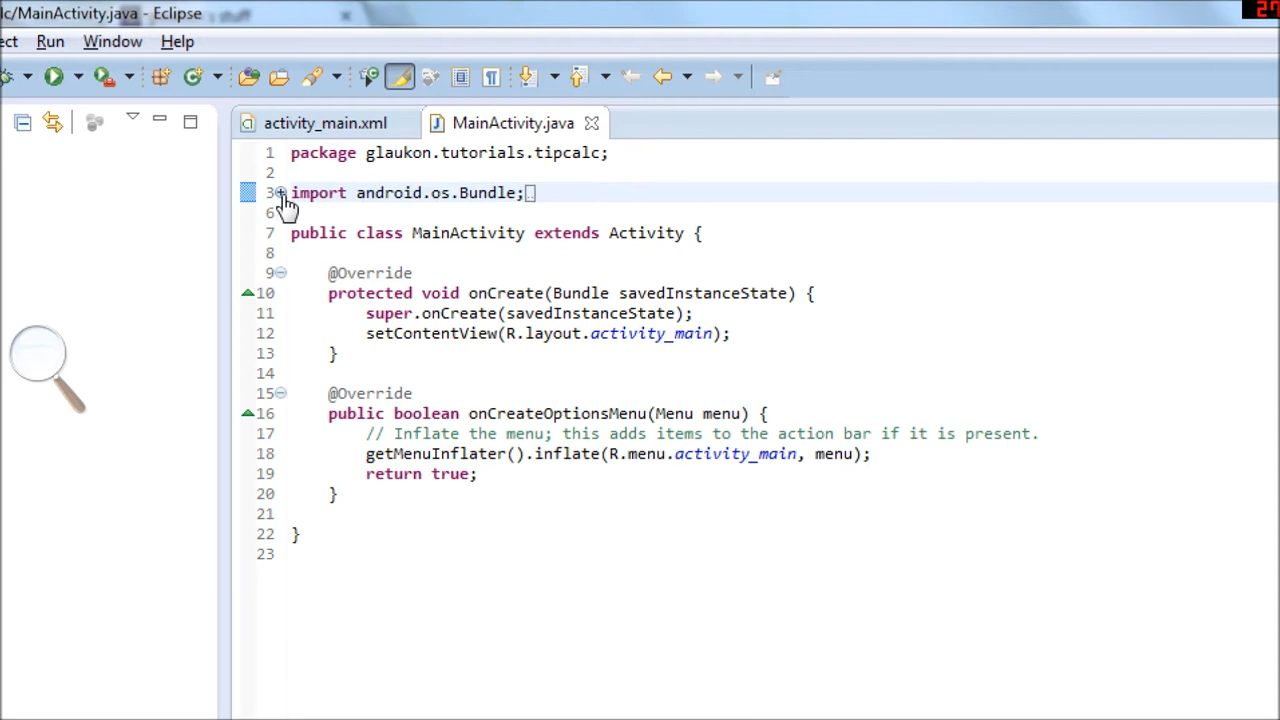 lc/MainActivity.java - Eclipse
27
ect Run Window Help
activity_main.xml
MainActivity.java
1 package glaukon.tutorials.tipcalc;
2
3 import android.os.Bundle;
6
7 public class MainActivity extends Activity {
8
9 @Override
10 protected void onCreate(Bundle savedInstanceState) {
11 super.onCreate(savedInstanceState);
12 setContentView(R.layout.activity_main);
13 }
14
15 @Override
16 public boolean onCreateOptionsMenu(Menu menu) {
17 // Inflate the menu; this adds items to the action bar if it is present.
18 getMenuInflater().inflate(R.menu.activity_main, menu);
19 return true;
20 }
21
22 }
23